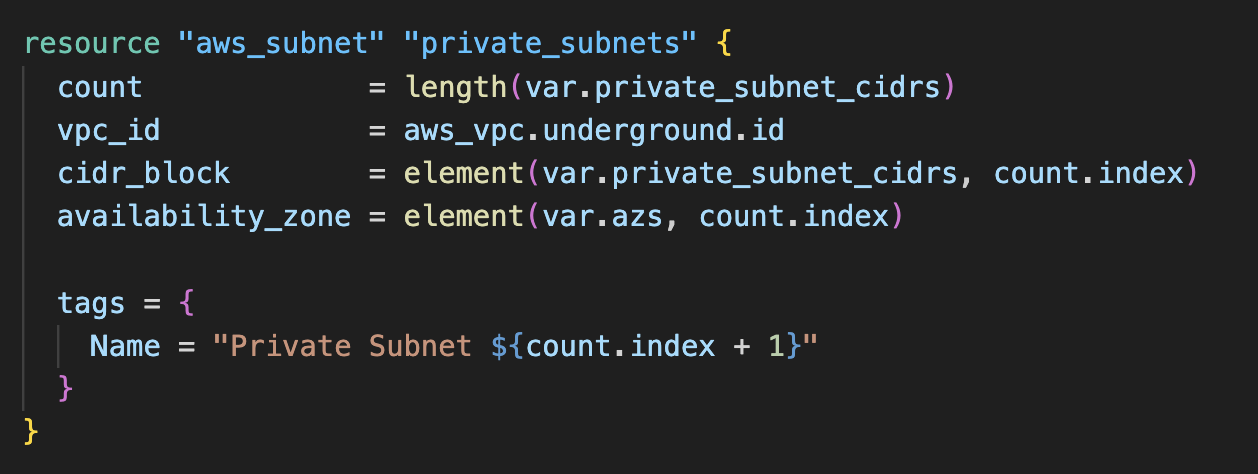 resource "aws_subnet" "private_subnets" {
  count             = length(var.private_subnet_cidrs)
  vpc_id            = aws_vpc.underground.id
  cidr_block        = element(var.private_subnet_cidrs, count.index)
  availability_zone = element(var.azs, count.index)

  tags = {
    Name = "Private Subnet ${count.index + 1}"
  }
}